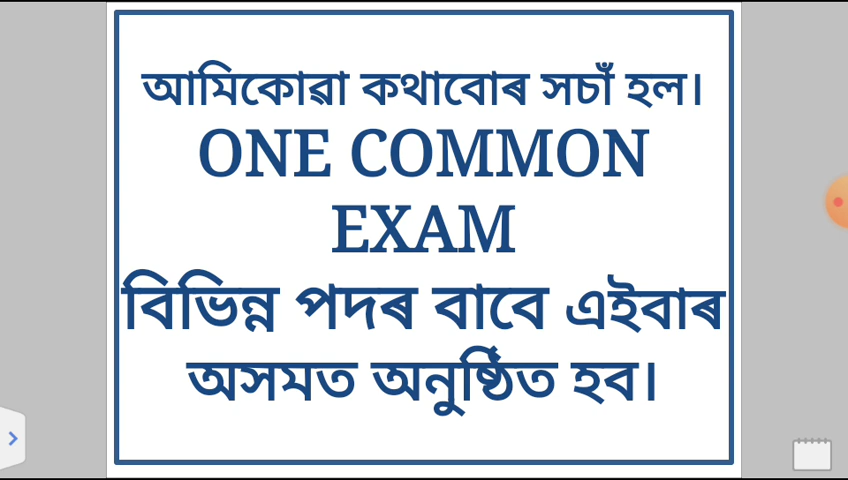 আমিকোৱা কথাবোৰ সচাঁ হল।
ONE COMMON
EXAM
বিভিন্ন পদৰ বাবে এইবাৰ
অসমত অনুষ্ঠিত হব।